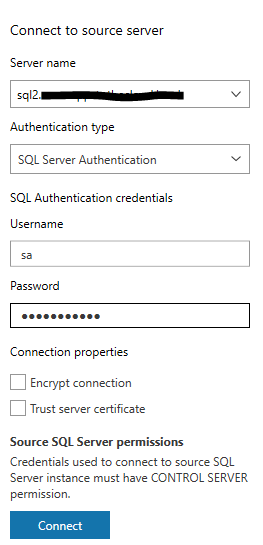 Connect to source server
Server name
sql2.
Authentication type
SQL Server Authentication
SQL Authentication credentials
Username
sa
Password
●●●●●●●●●●●
Connection properties
Encrypt connection
Trust server certificate
Source SQL Server permissions
Credentials used to connect to source SQL
Server instance must have CONTROL SERVER
permission.
Connect